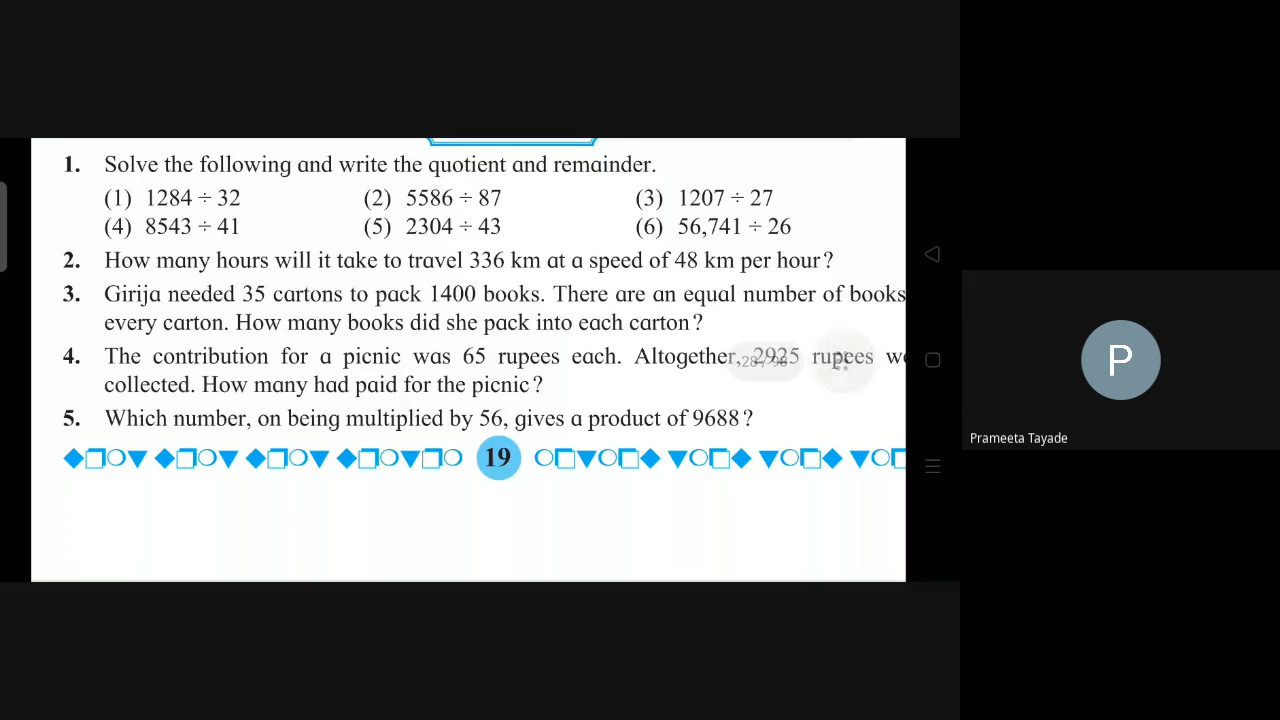 1. Solve the following and write the quotient and remainder.
(1) 1284 ÷ 32 (2) 5586 ÷ 87 (3) 1207 ÷ 27
(4) 8543 ÷ 41 (5) 2304 ÷ 43 (6) 56,741 ÷ 26
2. How many hours will it take to travel 336 km at a speed of 48 km per hour?
3. Girija needed 35 cartons to pack 1400 books. There are an equal number of books
every carton. How many books did she pack into each carton?
4. The contribution for a picnic was 65 rupees each. Altogether, 2925 rupees
collected. How many had paid for the picnic?
5. Which number, on being multiplied by 56, gives a product of 9688?
19
P
Prameeta Tayade